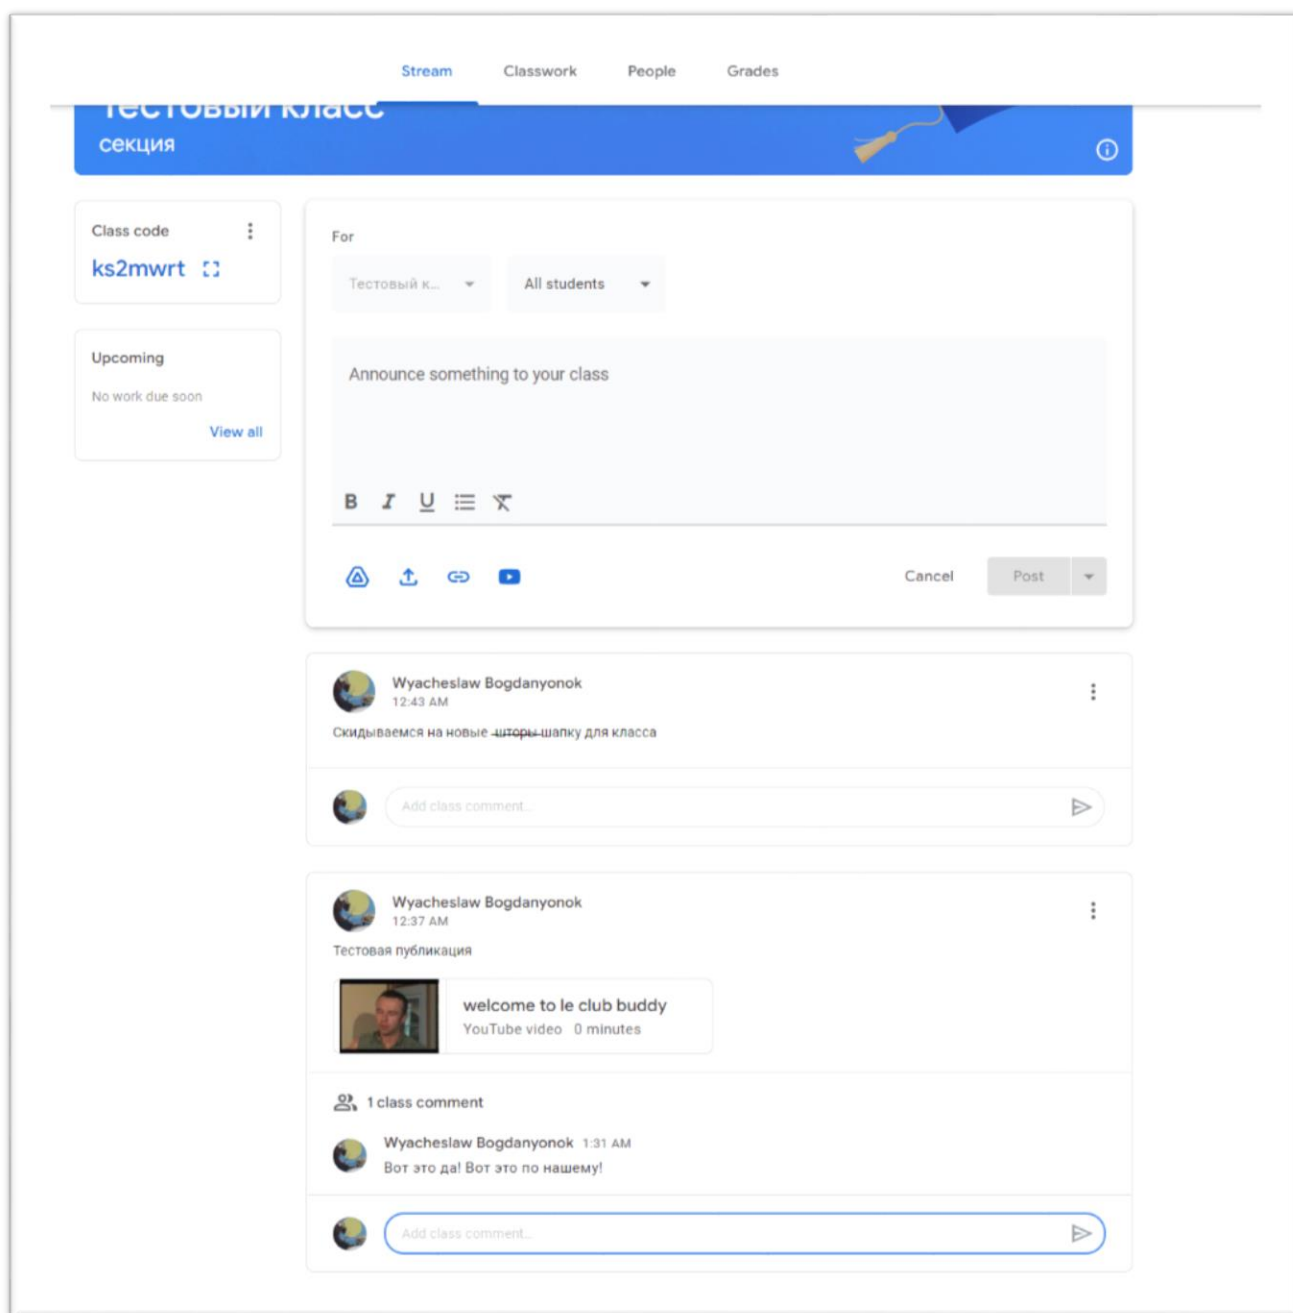 Stream Classwork People Grades
Тестовый класс
секция
Class code
ks2mwrt
Upcoming
No work due soon
View all
For
Тестовый к... All students
Announce something to your class
B I U
Cancel Post
Wyacheslaw Bogdanyonok
12:43 AM
Скидываемся на новые шторы шапку для класса
Add class comment...
Wyacheslaw Bogdanyonok
12:37 AM
Тестовая публикация
welcome to le club buddy
YouTube video 0 minutes
1 class comment
Wyacheslaw Bogdanyonok 1:31 AM
Вот это да! Вот это по нашему!
Add class comment...